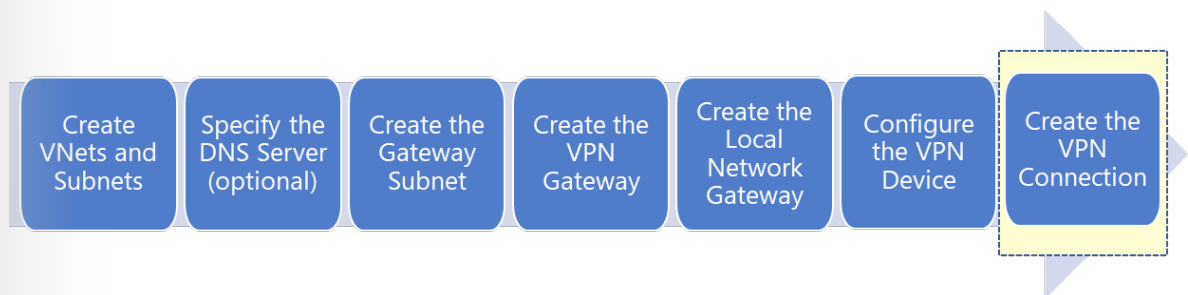 Create
VNets and
Subnets
Specify the
DNS Server
(optional)
Create the
Gateway
Subnet
Create the
VPN
Gateway
Create the
Local
Network
Gateway
Configure
the VPN
Device
Create the
VPN
Connection